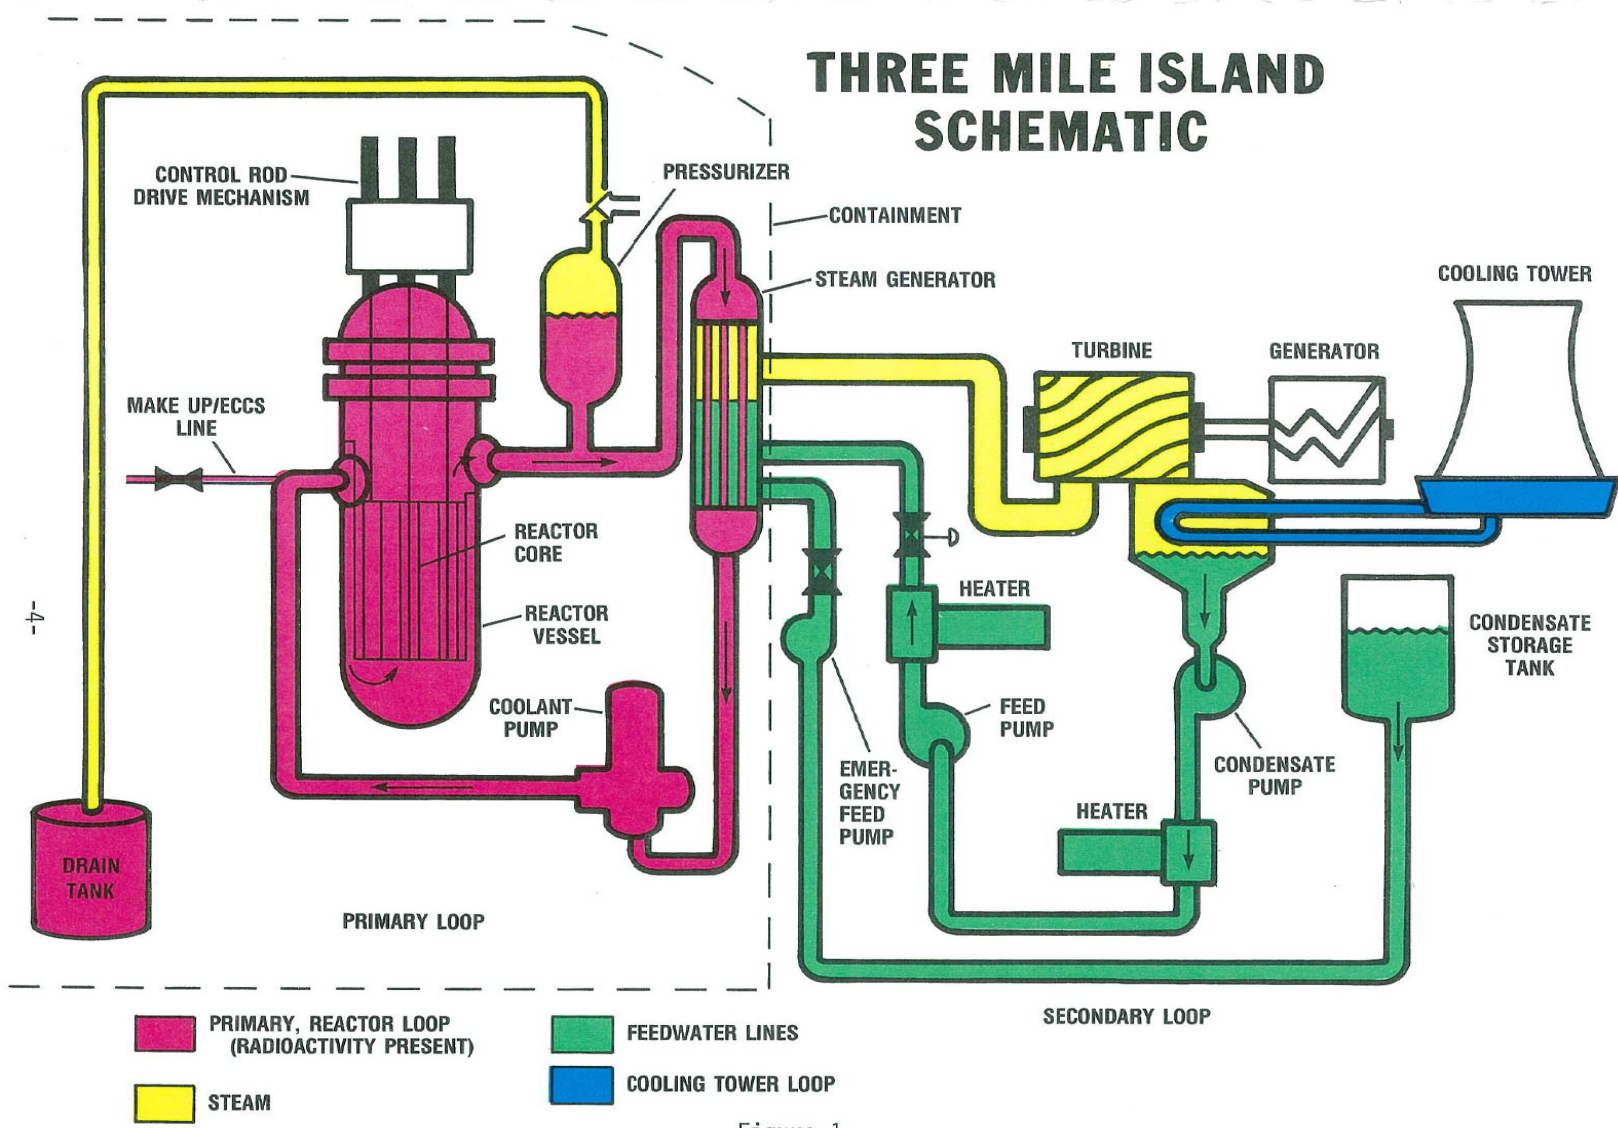 THREE MILE ISLAND
SCHEMATIC
CONTROL ROD
DRIVE MECHANISM
PRESSURIZER
CONTAINMENT
STEAM GENERATOR
COOLING TOWER
TURBINE
GENERATOR
MAKE UP/ECCS
LINE
REACTOR
CORE
REACTOR
VESSEL
HEATER
CONDENSATE
STORAGE
TANK
-4-
COOLANT
PUMP
FEED
PUMP
EMER-
GENCY
FEED
PUMP
CONDENSATE
PUMP
HEATER
DRAIN
TANK
PRIMARY LOOP
SECONDARY LOOP
PRIMARY, REACTOR LOOP
(RADIOACTIVITY PRESENT)
FEEDWATER LINES
STEAM
COOLING TOWER LOOP
Figure 1